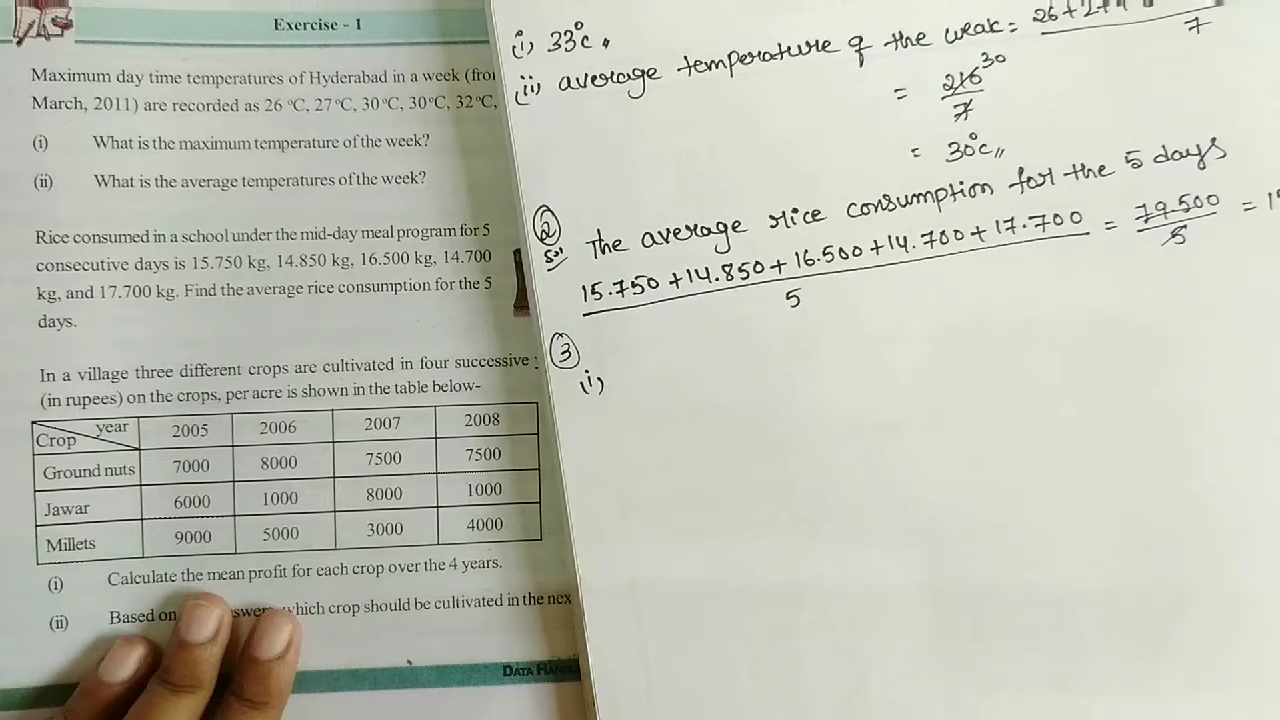 Exercise - 1
Maximum day time temperatures of Hyderabad in a week
March, 2011) are recorded as 26 °C, 27°C, 30°C, 30°C, 32°C,
(i) What is the maximum temperature of the week?
(ii) What is the average temperatures of the week?
Rice consumed in a school under the mid-day meal program for 5
consecutive days is 15.750 kg, 14.850 kg, 16.500 kg, 14.700
kg, and 17.700 kg. Find the average rice consumption for the 5
days.
In a village three different crops are cultivated in four successive
(in rupees) on the crops, per acre is shown in the table below-
Crop year 2005 2006 2007 2008
Ground nuts 7000 8000 7500 7500
Jawar 6000 1000 8000 1000
Millets 9000 5000 3000 4000
(i) Calculate the mean profit for each crop over the 4 years.
(ii) Based on which crop should be cultivated in the
DATA
(i) 33°c
(ii) average temperature of the weak = 26+27
7
= 216 30
7
= 30°c
2 The average rice consumption for the 5 days
Sol
15.750+14.850+16.500+14.700+17.700 = 79.500 =
5 5
3
(i)